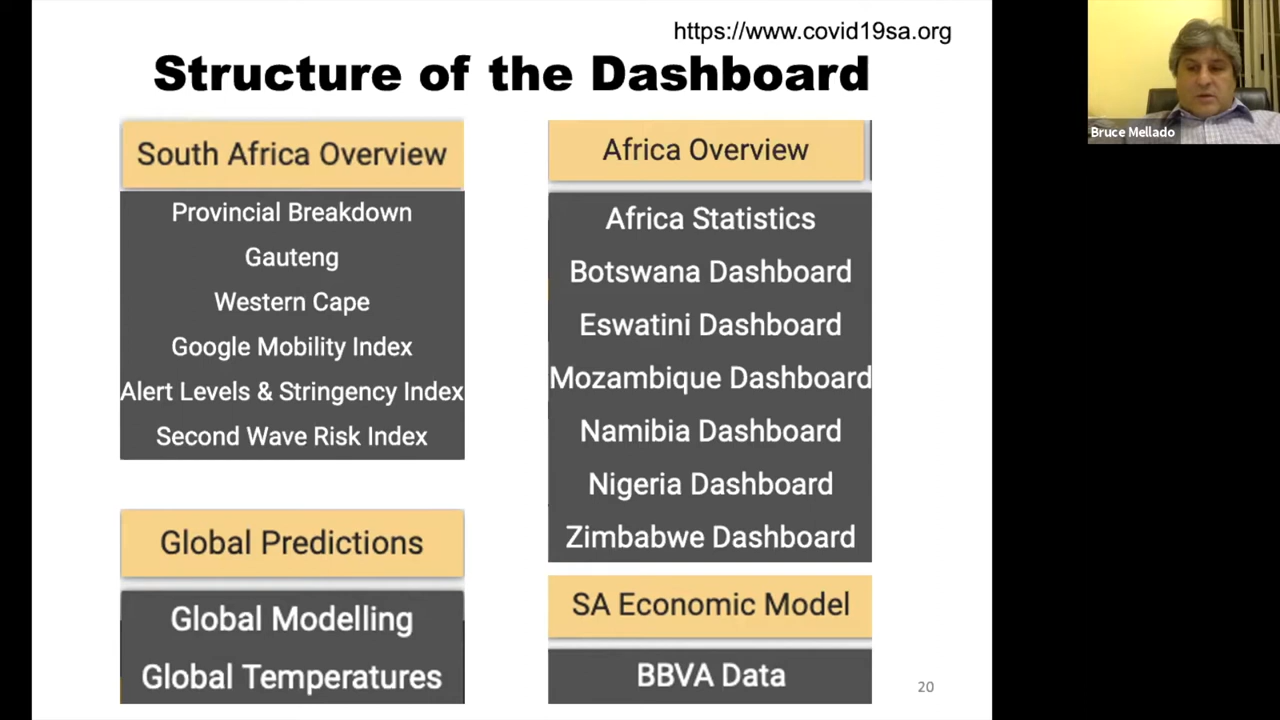 https://www.covid19sa.org
Structure of the Dashboard
South Africa Overview
Provincial Breakdown
Gauteng
Western Cape
Google Mobility Index
Alert Levels & Stringency Index
Second Wave Risk Index
Global Predictions
Global Modelling
Global Temperatures
Africa Overview
Africa Statistics
Botswana Dashboard
Eswatini Dashboard
Mozambique Dashboard
Namibia Dashboard
Nigeria Dashboard
Zimbabwe Dashboard
SA Economic Model
BBVA Data
20
Bruce Mellado